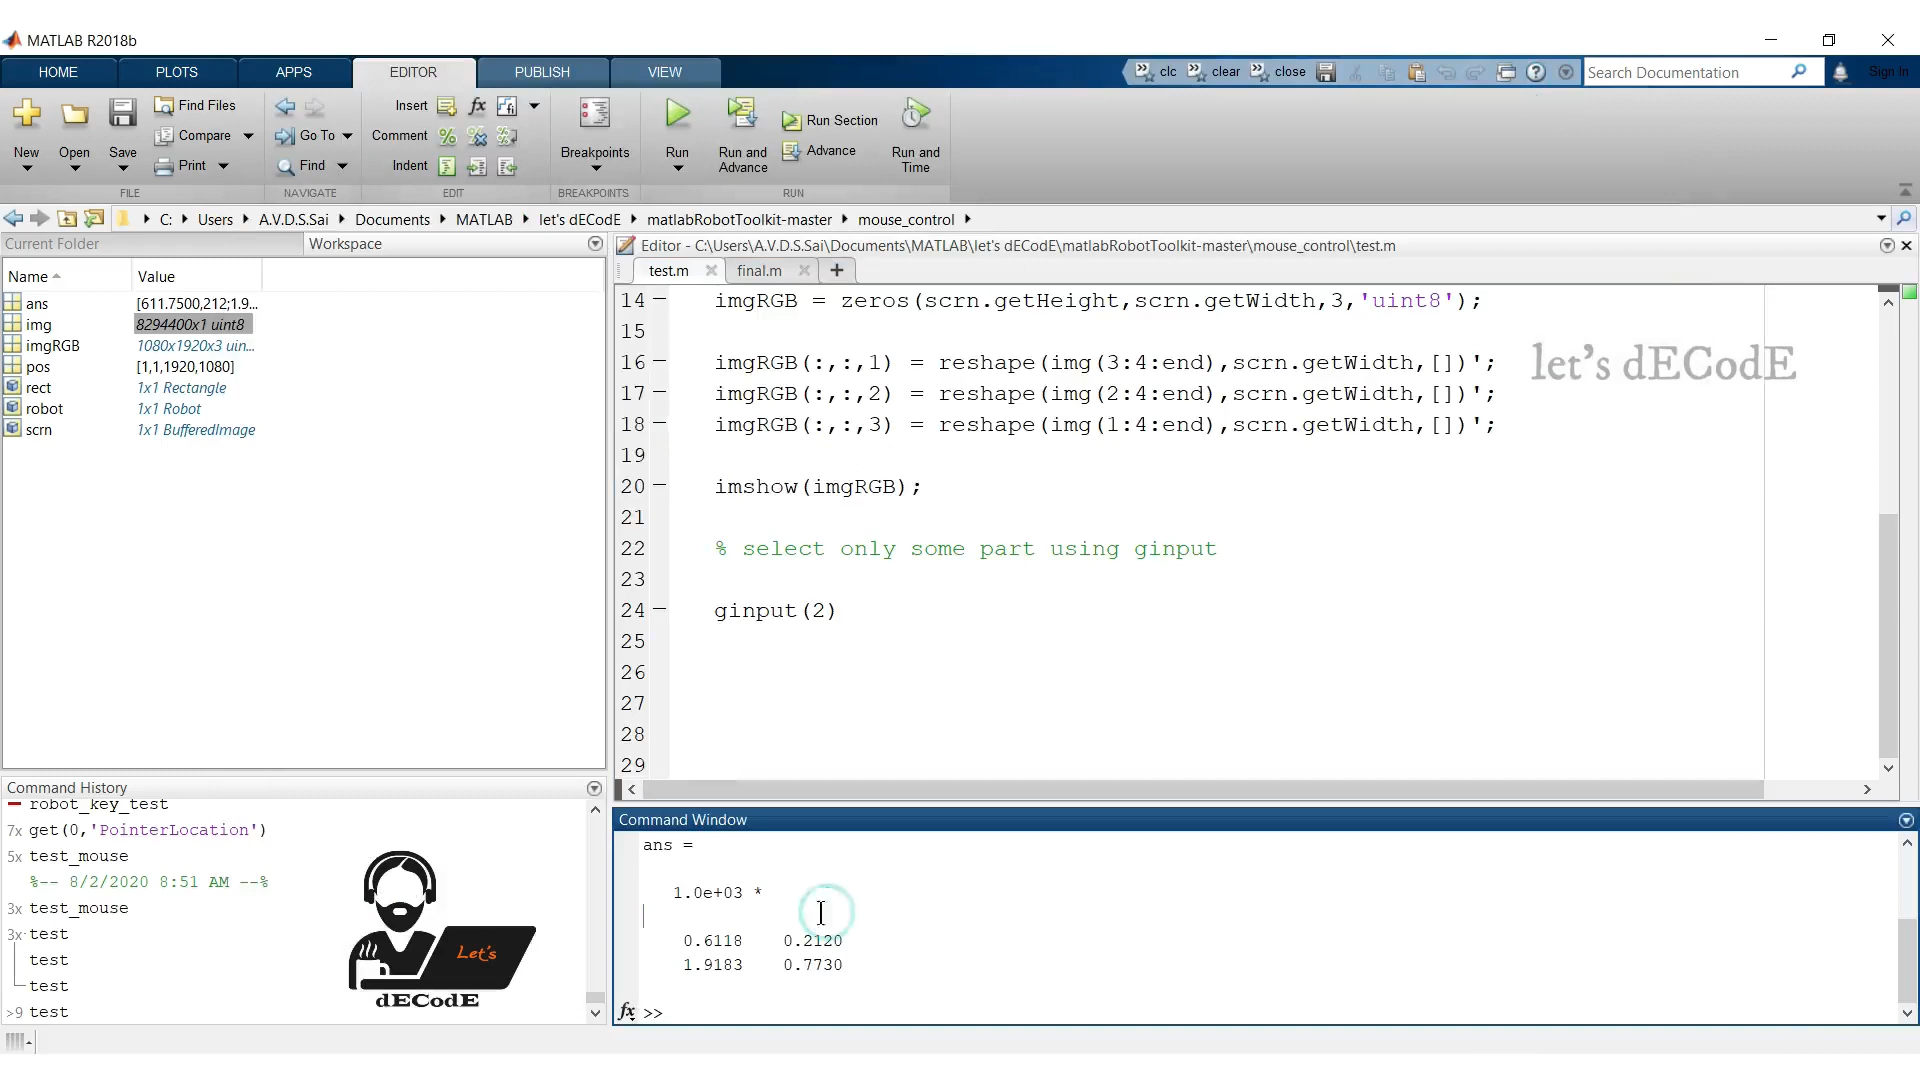 MATLAB R2018b
HOME PLOTS APPS EDITOR PUBLISH VIEW
clc clear close
Search Documentation
Sign In
New Open Save
Find Files
Compare
Print
Go To
Find
Insert
Comment
Indent
Breakpoints
Run
Run and Advance
Run Section
Advance
Run and Time
FILE NAVIGATE EDIT BREAKPOINTS RUN
C: Users A.V.D.S.Sai Documents MATLAB let's dECodE matlabRobotToolkit-master mouse_control
Current Folder Workspace
Name Value
ans [611.7500,212;1.9...
img 8294400x1 uint8
imgRGB 1080x1920x3 uin...
pos [1,1,1920,1080]
rect 1x1 Rectangle
robot 1x1 Robot
scrn 1x1 BufferedImage
Editor - C:\Users\A.V.D.S.Sai\Documents\MATLAB\let's dECodE\matlabRobotToolkit-master\mouse_control\test.m
test.m final.m
14 imgRGB = zeros(scrn.getHeight,scrn.getWidth,3,'uint8');
15
16 imgRGB(:,:,1) = reshape(img(3:4:end),scrn.getWidth,[])';
17 imgRGB(:,:,2) = reshape(img(2:4:end),scrn.getWidth,[])';
18 imgRGB(:,:,3) = reshape(img(1:4:end),scrn.getWidth,[])';
19
20 imshow(imgRGB);
21
22 % select only some part using ginput
23
24 ginput(2)
25
26
27
28
29
let's dECodE
Command History
robot_key_test
7x get(0,'PointerLocation')
5x test_mouse
%-- 8/2/2020 8:51 AM --%
3x test_mouse
3x test
test
test
>9 test
Let's
dECodE
Command Window
ans =
1.0e+03 *
0.6118 0.2120
1.9183 0.7730
fx >>